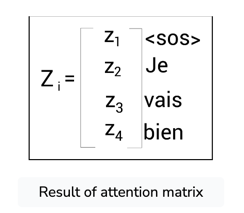 z₁ <sos>
z₂ Je
Zᵢ =
z₃ vais
z₄ bien
Result of attention matrix